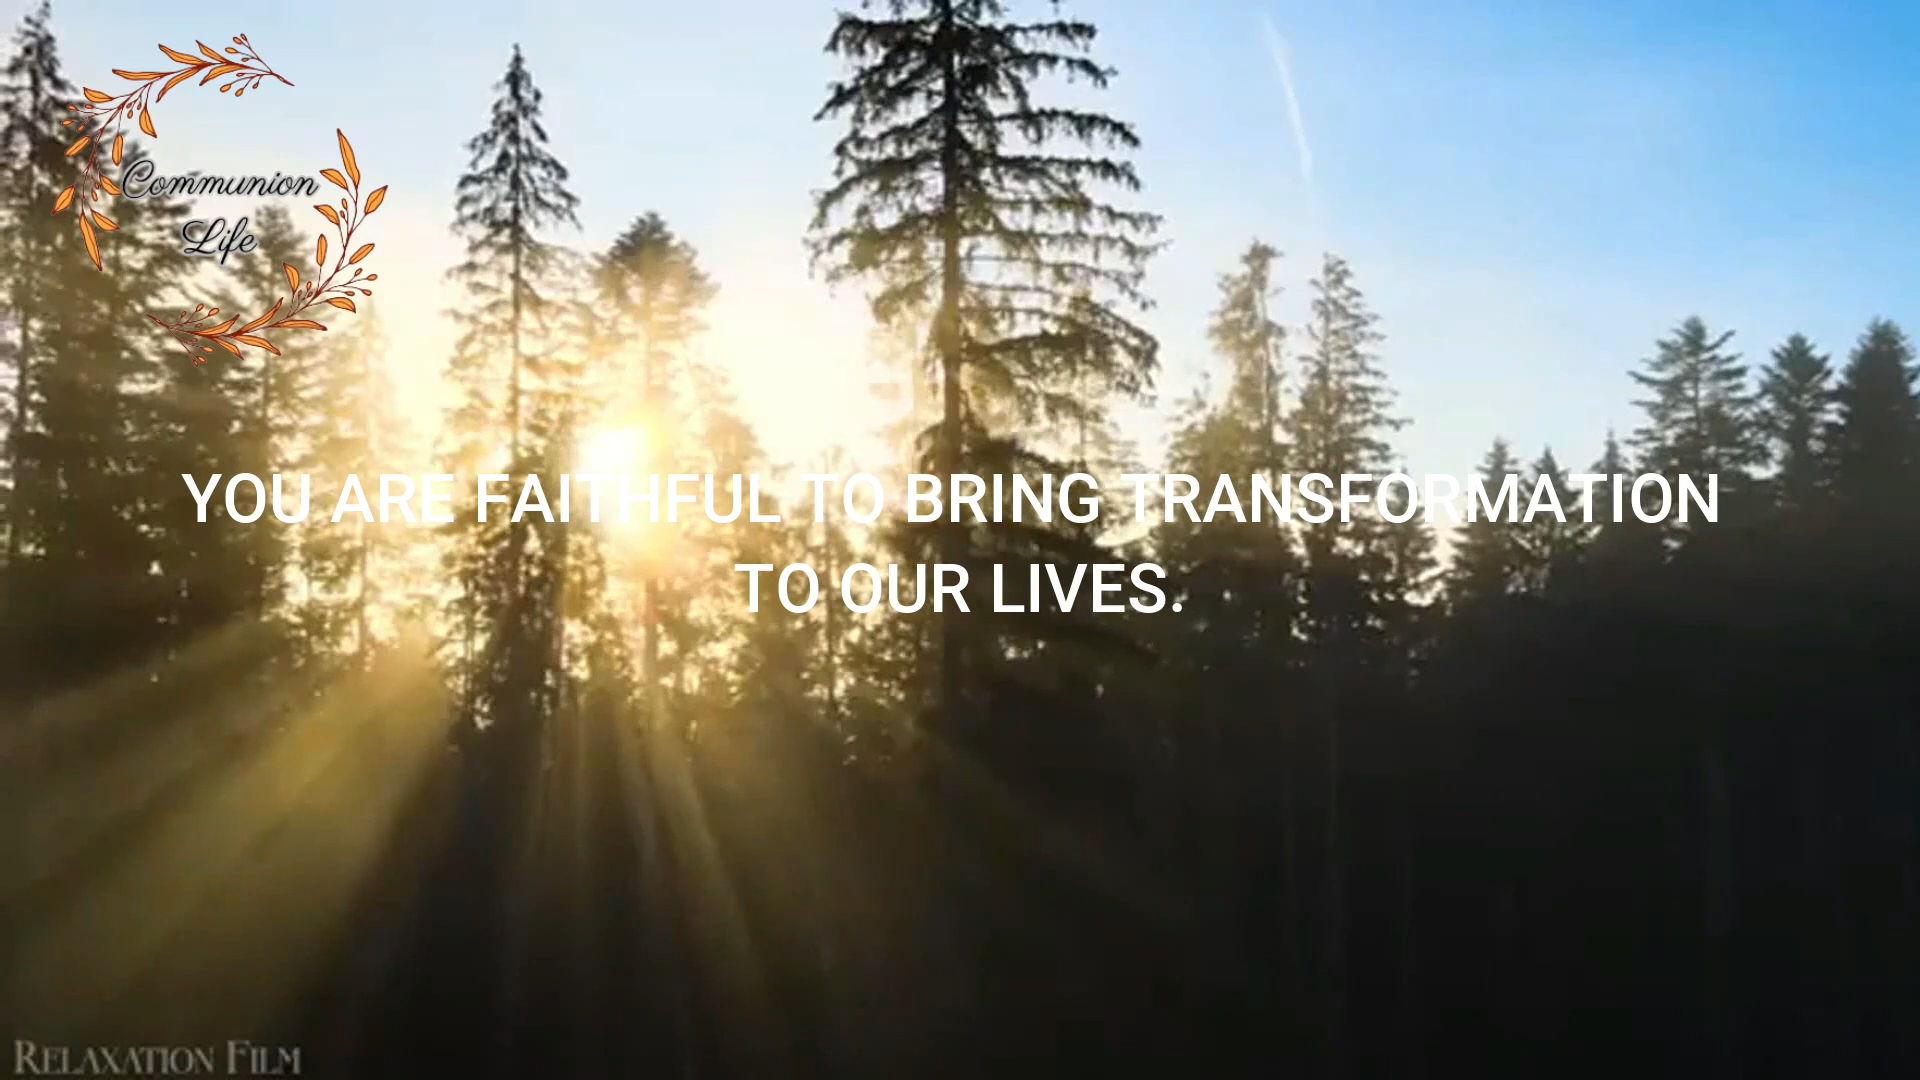 Communion
Life
YOU ARE FAITHFUL TO BRING TRANSFORMATION
TO OUR LIVES.
RELAXATION FILM